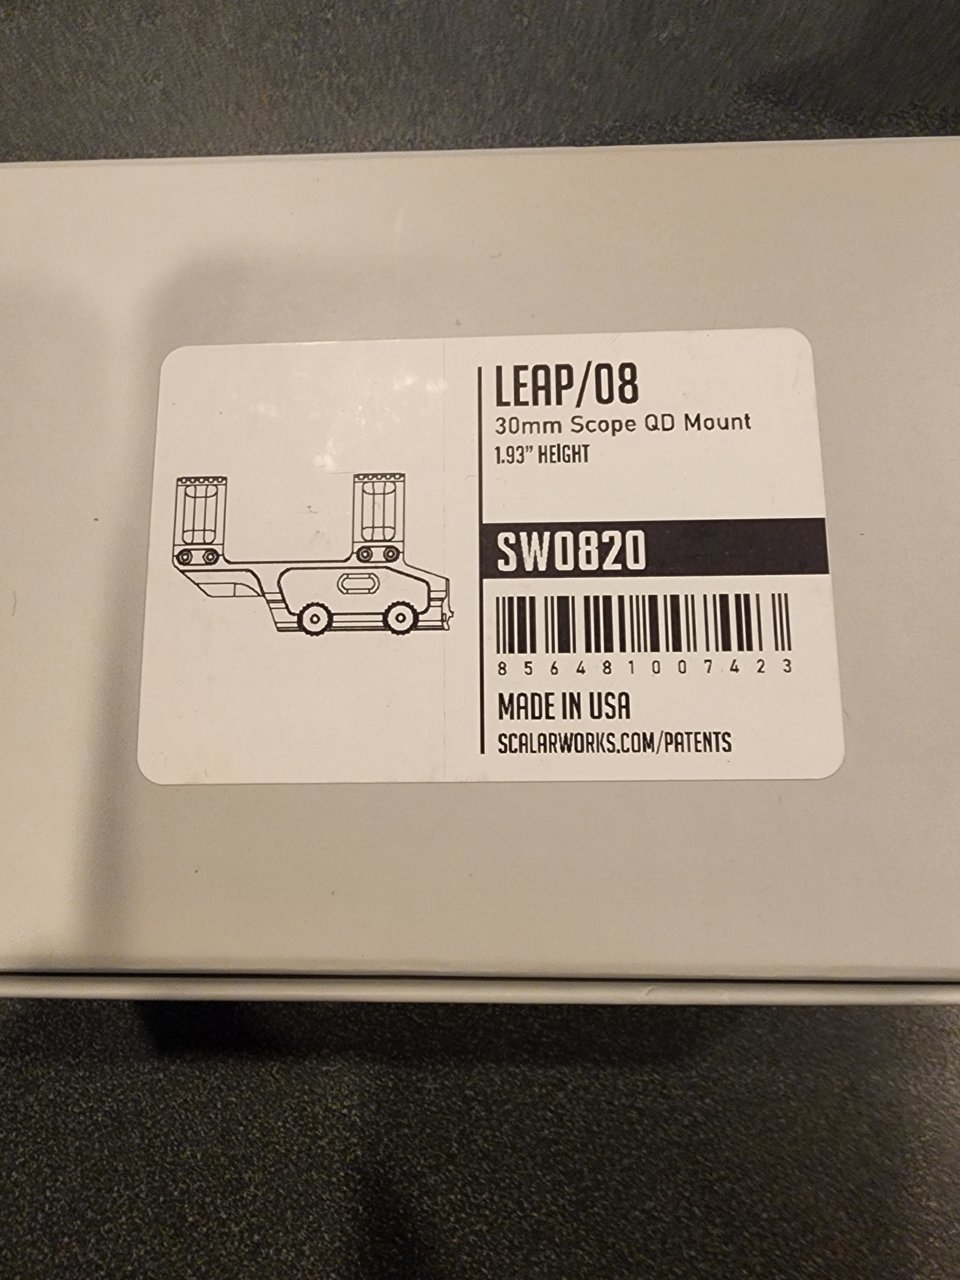 LEAP/08
30mm Scope QD Mount
1.93" HEIGHT
SW0820
856481007423
MADE IN USA
SCALARWORKS.COM/PATENTS